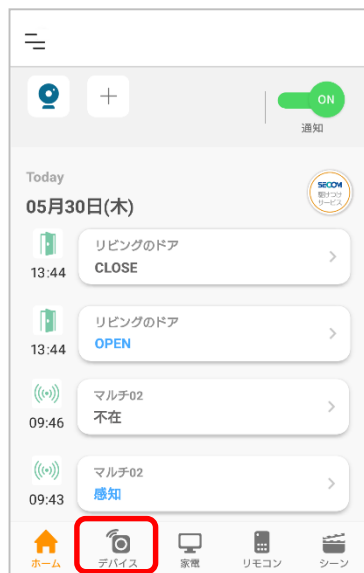 ON
通知
Today
05月30日(木)
SECOM
駆けつけ
サービス
リビングのドア
CLOSE
13:44
リビングのドア
OPEN
13:44
マルチ02
不在
09:46
マルチ02
感知
09:43
ホーム
デバイス
家電
リモコン
シーン